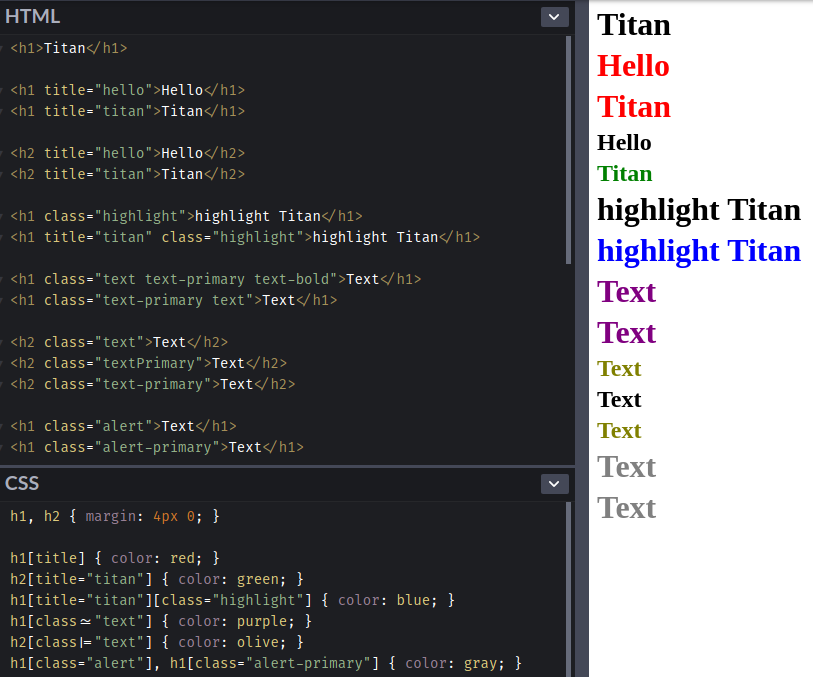 HTML
<h1>Titan</h1>
<h1 title="hello">Hello</h1>
<h1 title="titan">Titan</h1>
<h2 title="hello">Hello</h2>
<h2 title="titan">Titan</h2>
<h1 class="highlight">highlight Titan</h1>
<h1 title="titan" class="highlight">highlight Titan</h1>
<h1 class="text text-primary text-bold">Text</h1>
<h1 class="text-primary text">Text</h1>
<h2 class="text">Text</h2>
<h2 class="textPrimary">Text</h2>
<h2 class="text-primary">Text</h2>
<h1 class="alert">Text</h1>
<h1 class="alert-primary">Text</h1>
CSS
h1, h2 { margin: 4px 0; }
h1[title] { color: red; }
h2[title="titan"] { color: green; }
h1[title="titan"][class="highlight"] { color: blue; }
h1[class~="text"] { color: purple; }
h2[class|="text"] { color: olive; }
h1[class="alert"], h1[class="alert-primary"] { color: gray; }
Titan
Hello
Titan
Hello
Titan
highlight Titan
highlight Titan
Text
Text
Text
Text
Text
Text
Text